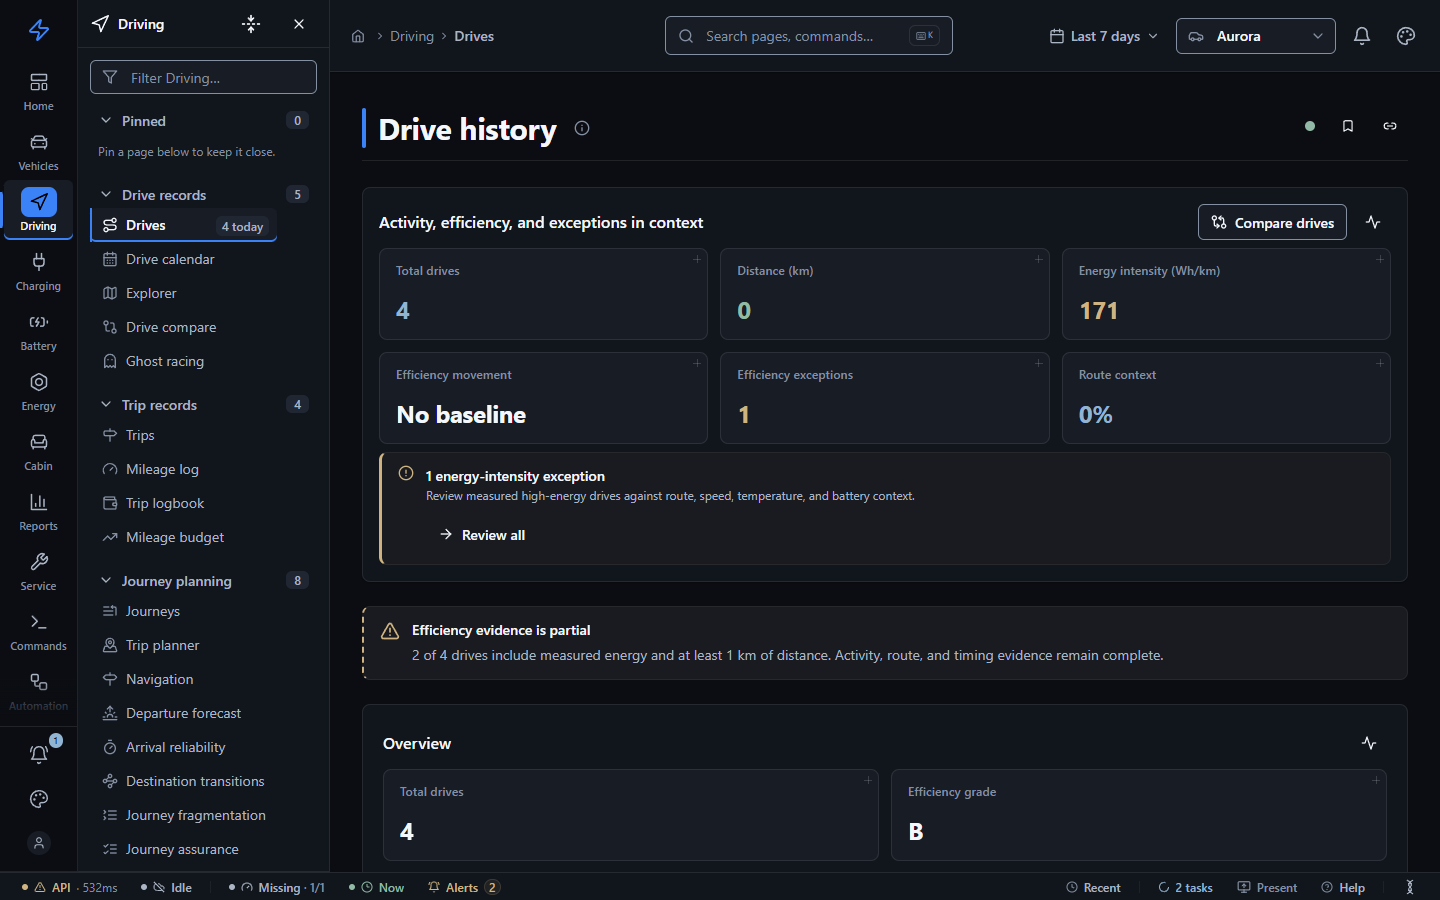 Home
Vehicles
Driving
Charging
Battery
Energy
Cabin
Reports
Service
Commands
Automation
1
Driving
Filter Driving...
Pinned 0
Pin a page below to keep it close.
Drive records 5
Drives 4 today
Drive calendar
Explorer
Drive compare
Ghost racing
Trip records 4
Trips
Mileage log
Trip logbook
Mileage budget
Journey planning 8
Journeys
Trip planner
Navigation
Departure forecast
Arrival reliability
Destination transitions
Journey fragmentation
Journey assurance
Driving Drives
Search pages, commands... K
Last 7 days
Aurora
Drive history
Activity, efficiency, and exceptions in context
Compare drives
Total drives
4
Distance (km)
0
Energy intensity (Wh/km)
171
Efficiency movement
No baseline
Efficiency exceptions
1
Route context
0%
1 energy-intensity exception
Review measured high-energy drives against route, speed, temperature, and battery context.
Review all
Efficiency evidence is partial
2 of 4 drives include measured energy and at least 1 km of distance. Activity, route, and timing evidence remain complete.
Overview
Total drives
4
Efficiency grade
B
API · 532ms Idle Missing · 1/1 Now Alerts 2 Recent 2 tasks Present Help